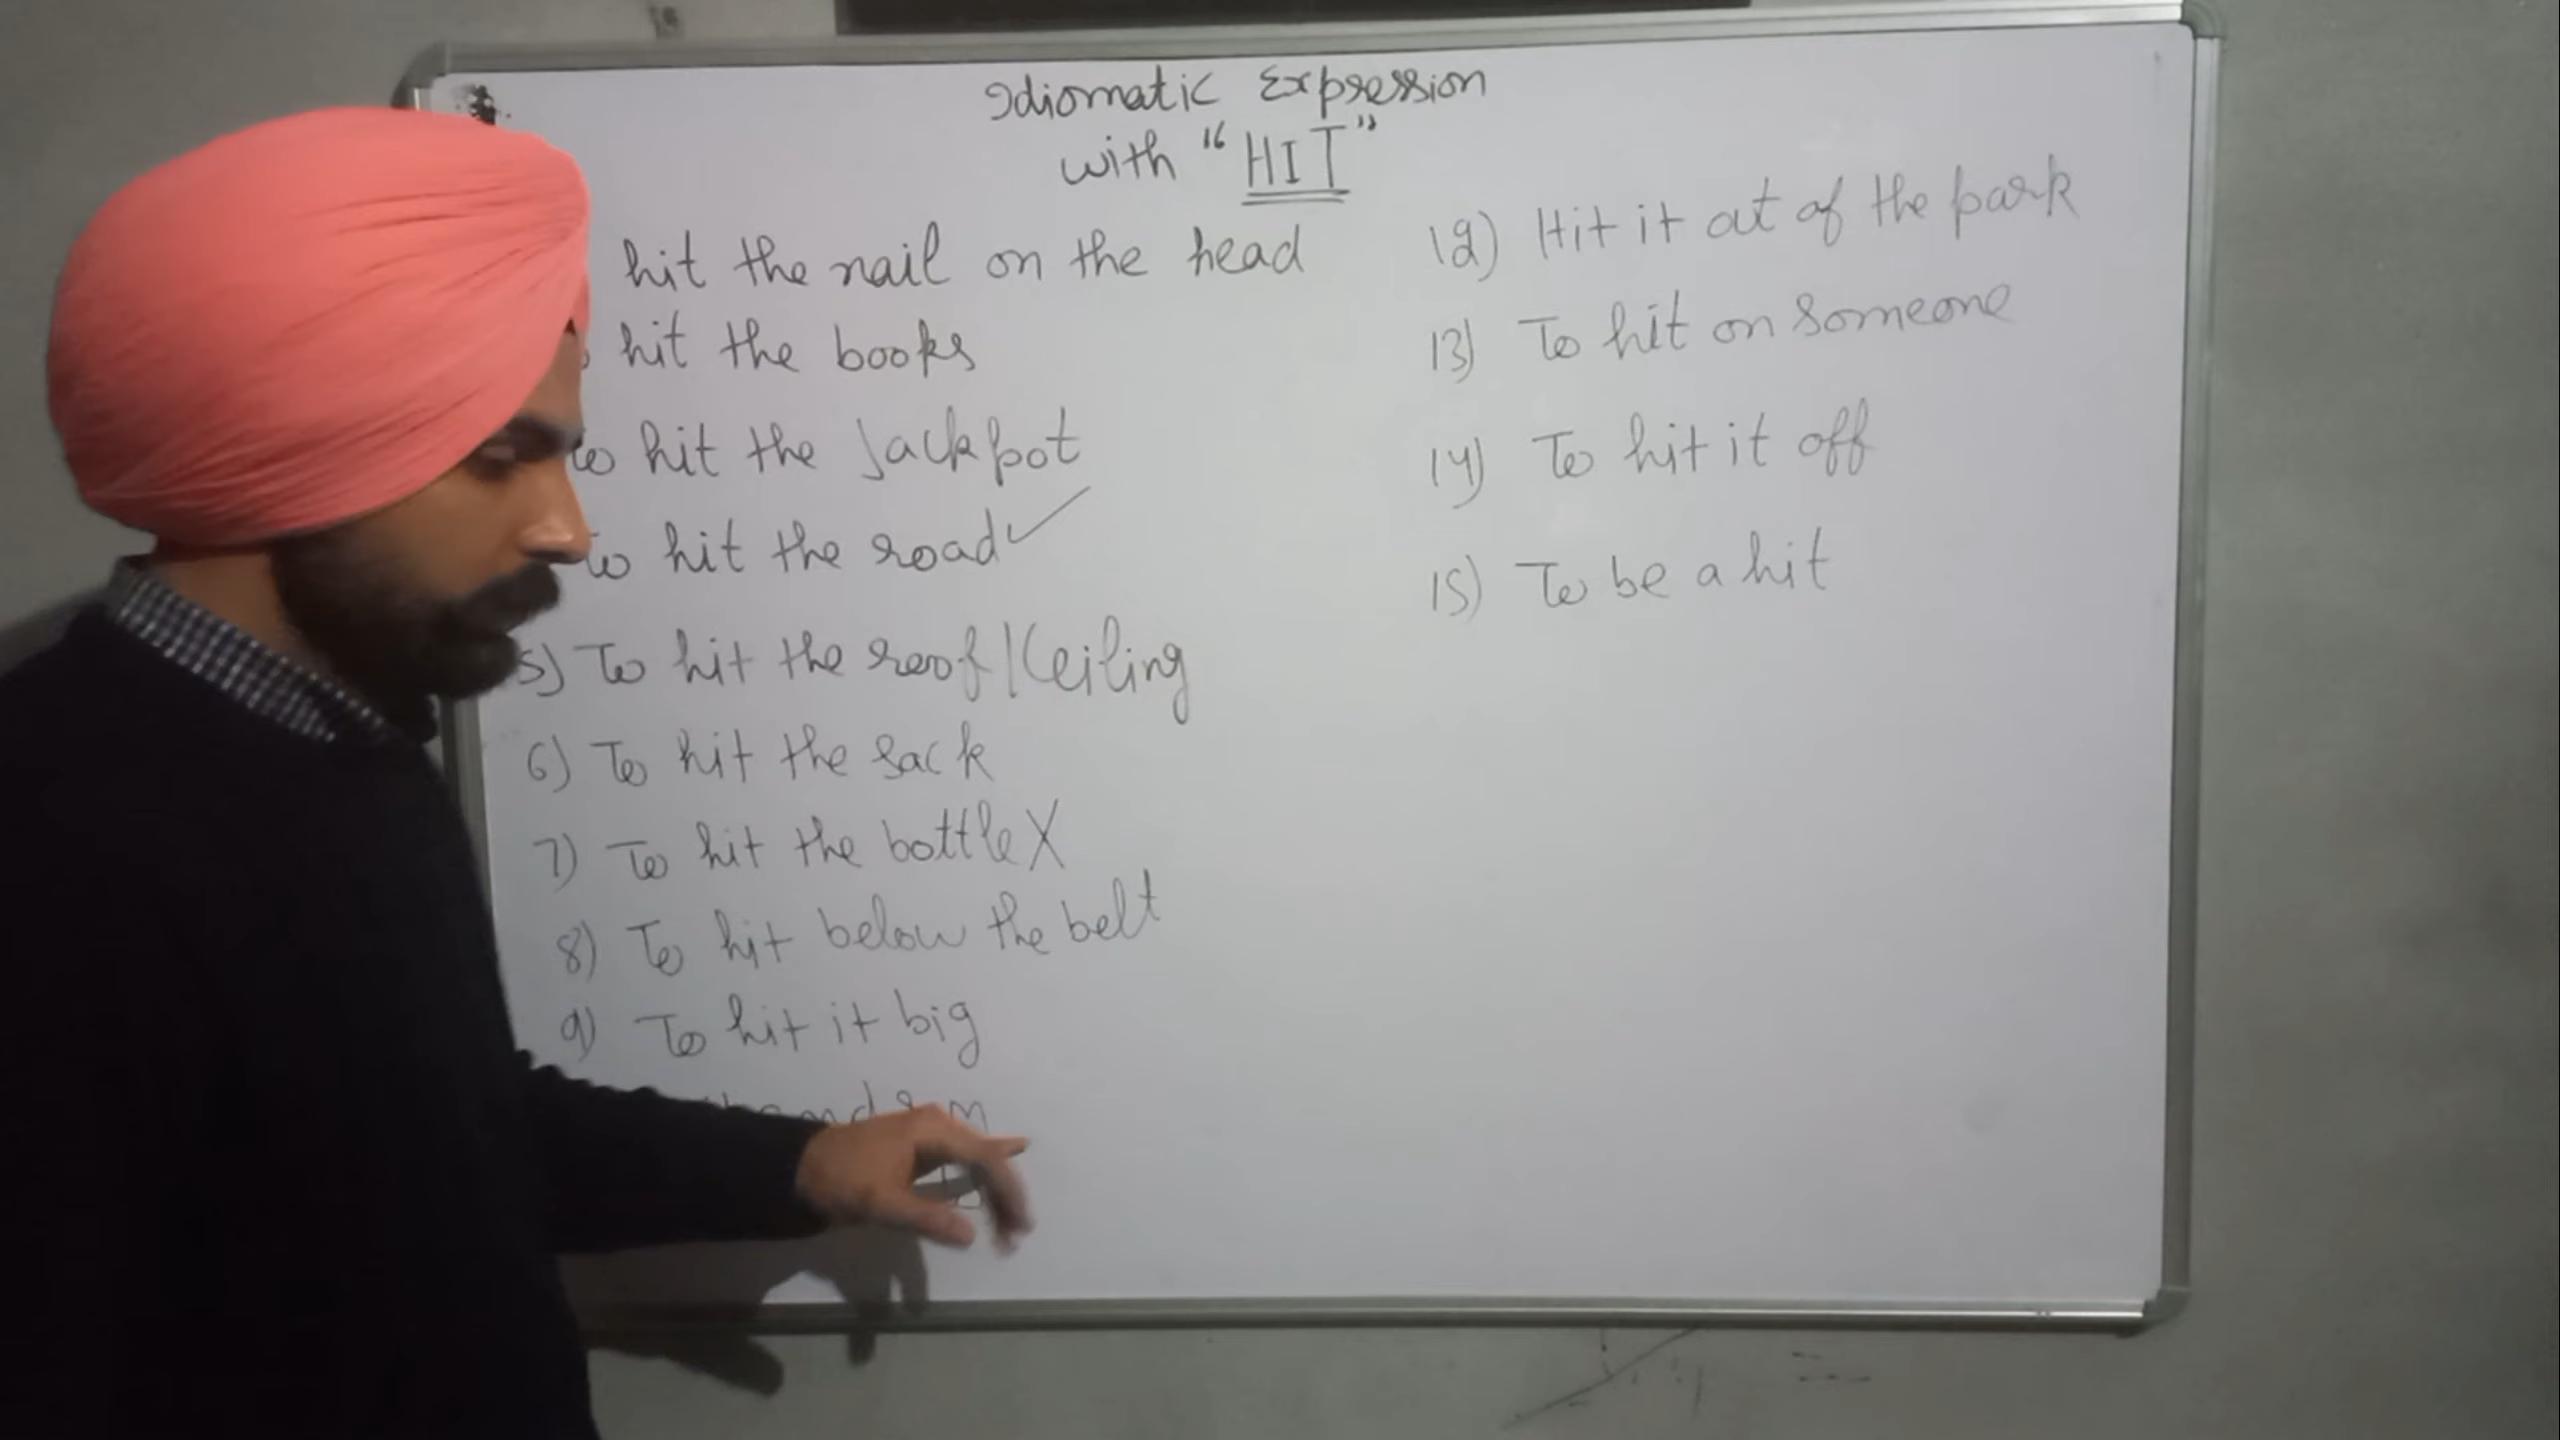 Idiomatic Expression
with "HIT"
hit the nail on the head
hit the books
to hit the Jackpot
to hit the road✓
5) To hit the roof/Ceiling
6) To hit the sack
7) To hit the bottle X
8) To hit below the belt
9) To hit it big
12) Hit it out of the park
13) To hit on someone
14) To hit it off
15) To be a hit